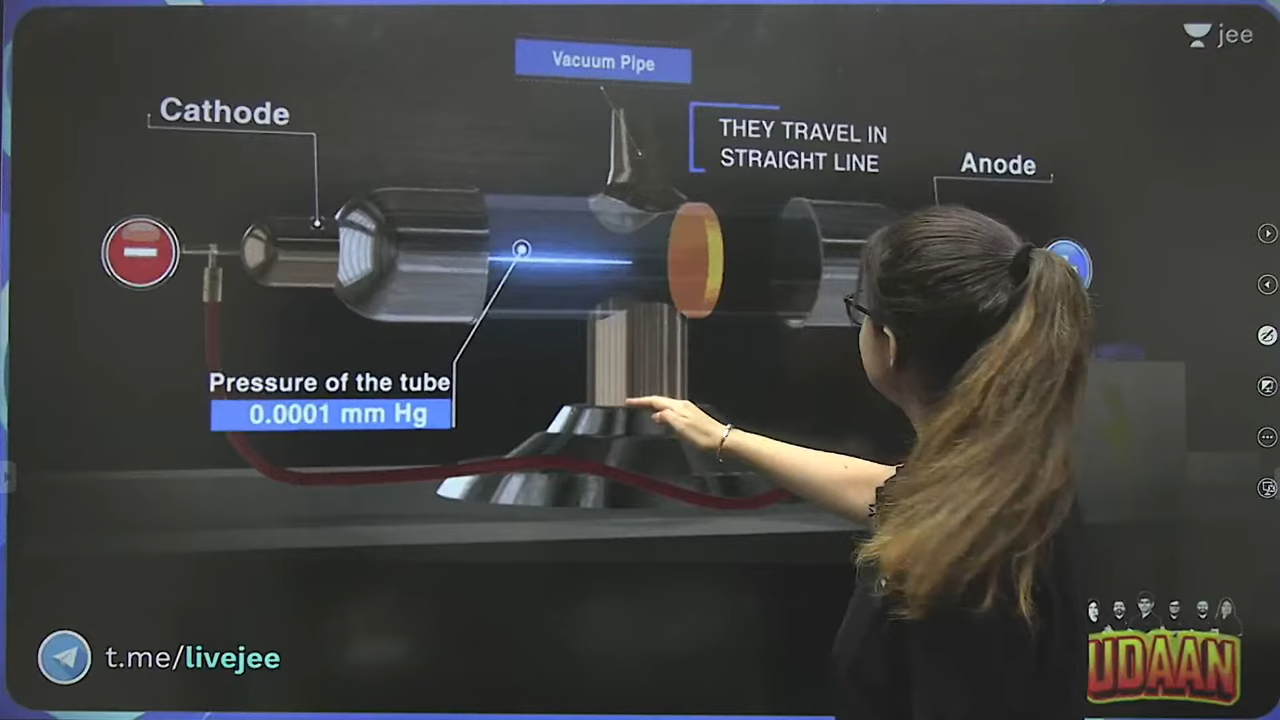 jee
Vacuum Pipe
Cathode
THEY TRAVEL IN
STRAIGHT LINE
Anode
Pressure of the tube
0.0001 mm Hg
t.me/livejee
UDAAN